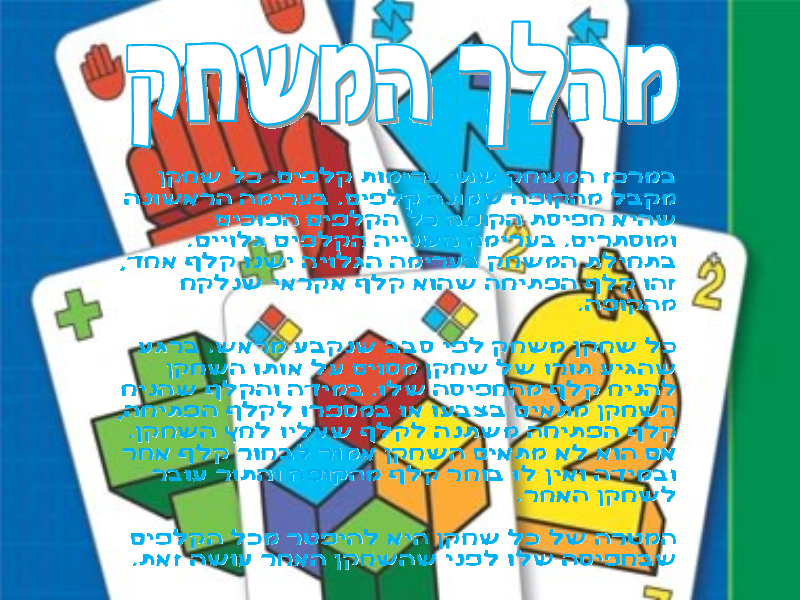 מהלך המשחק
במרכז המשחק שתי ערימות קלפים. כל שחקן
מקבל מהקופה שמונה קלפים. בערימה הראשונה
שהיא חפיסת הקופה כל הקלפים הפוכים
ומוסתרים. בערימה השנייה הקלפים גלויים.
בתחילת המשחק בערימה הגלויה ישנו קלף אחד,
זהו קלף הפתיחה שהוא קלף אקראי שנלקח
מהקופה.
כל שחקן משחק לפי סבב שנקבע מראש. ברגע
שהגיע תורו של שחקן מסויים על אותו השחקן
להניח קלף מהחפיסה שלו. במידה והקלף שהניח
השחקן מתאים בצבעו או במספרו לקלף הפתיחה,
קלף הפתיחה משתנה לקלף שעליו לחץ השחקן.
אם הוא לא מתאים השחקן אמור לבחור קלף אחר
ובמידה ואין לו בוחר קלף מהקופה והתור עובר
לשחקן האחר.
המטרה של כל שחקן היא להיפטר מכל הקלפים
שבחפיסה שלו לפני שהשחקן האחר עושה זאת.
2
2